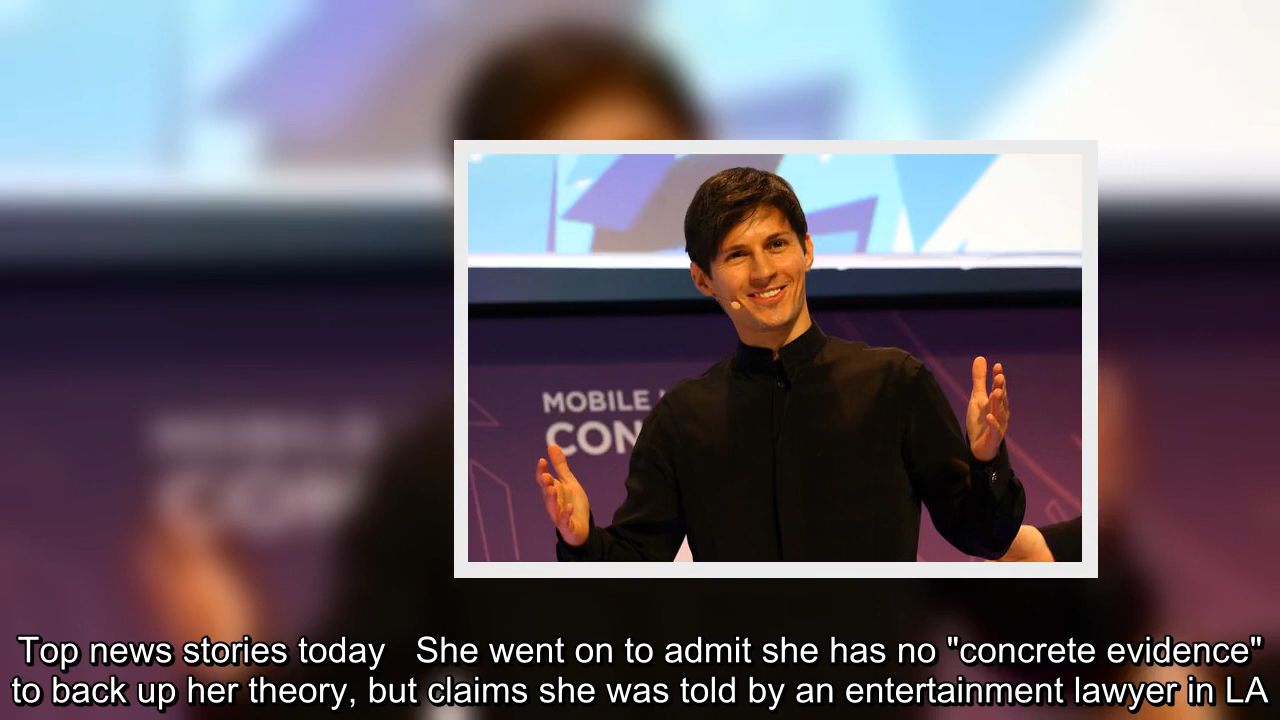 MOBILE
CON
Top news stories today   She went on to admit she has no "concrete evidence"
to back up her theory, but claims she was told by an entertainment lawyer in LA